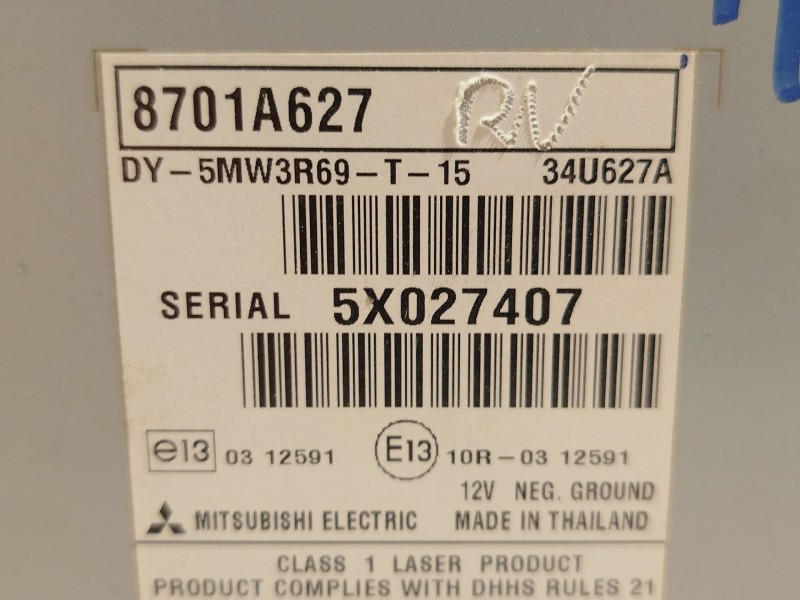 8701A627 RV
DY-5MW3R69-T-15 34U627A
SERIAL 5X027407
e13 03 12591 E13 10R-03 12591
12V NEG. GROUND
MITSUBISHI ELECTRIC MADE IN THAILAND
CLASS 1 LASER PRODUCT
PRODUCT COMPLIES WITH DHHS RULES 21